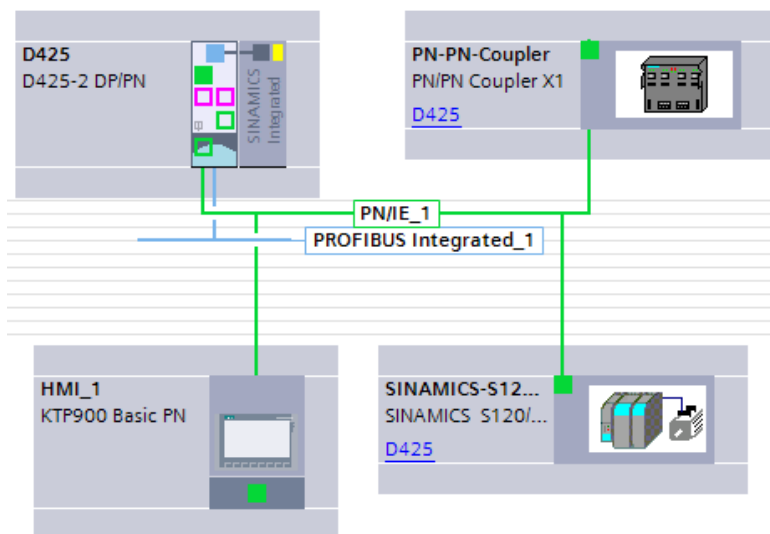 D425
D425-2 DP/PN
SINAMICS
Integrated
PN-PN-Coupler
PN/PN Coupler X1
D425
PN/IE_1
PROFIBUS Integrated_1
HMI_1
KTP900 Basic PN
SINAMICS-S12...
SINAMICS S120/...
D425